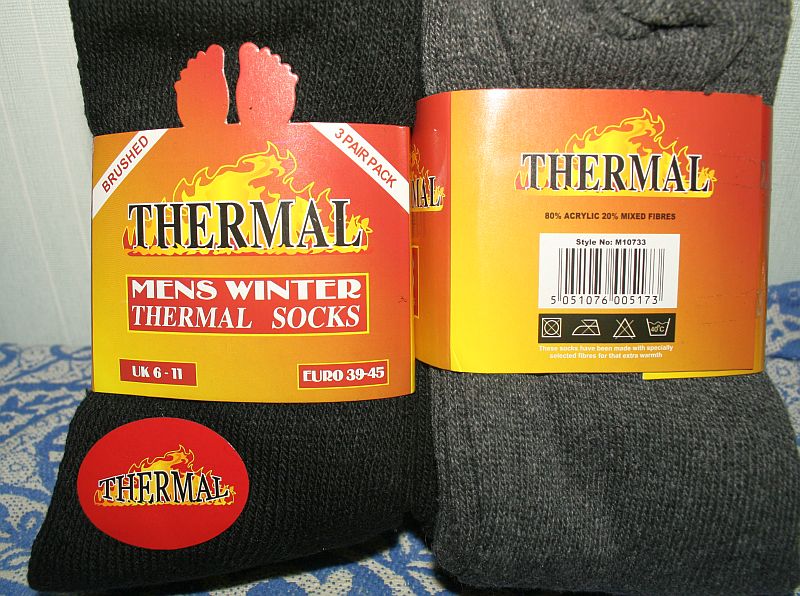 BRUSHED
3 PAIR PACK
THERMAL
MENS WINTER
THERMAL SOCKS
UK 6 - 11
EURO 39-45
THERMAL
THERMAL
80% ACRYLIC 20% MIXED FIBRES
Style No: M10733
5 051076 005173
40°C
These socks have been made with specially
selected fibres for that extra warmth